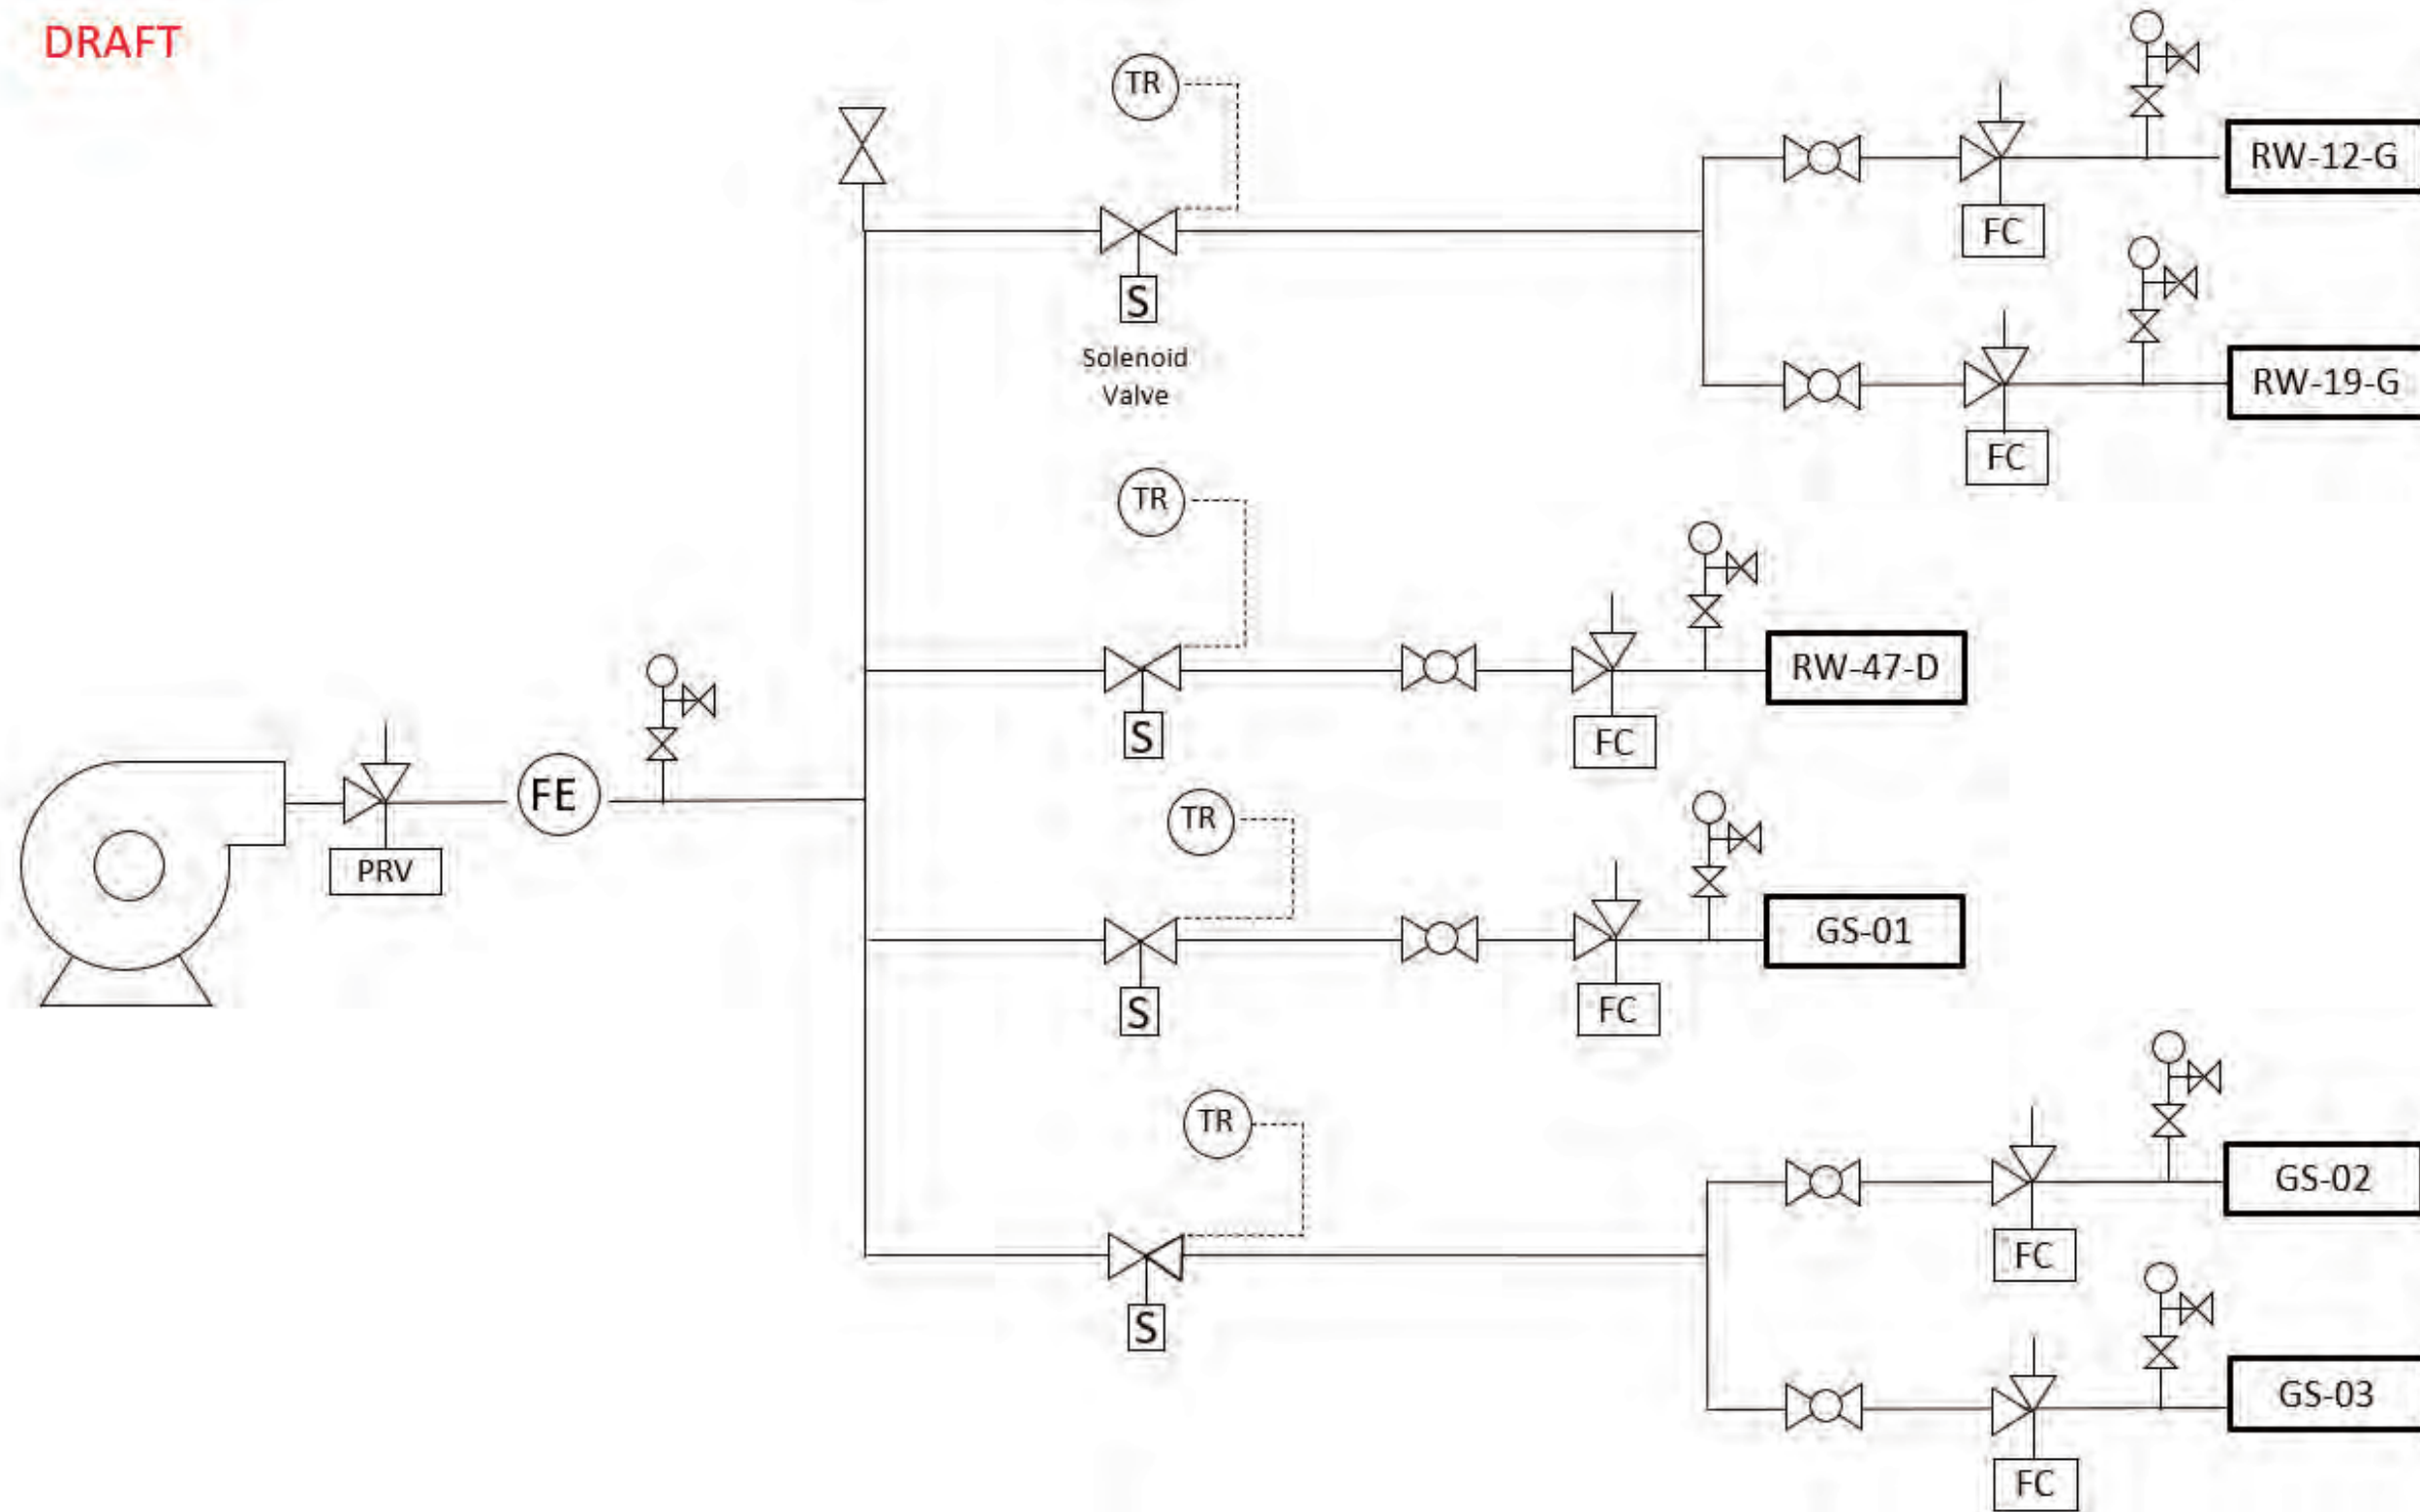 DRAFT
TR
RW-12-G
FC
S
Solenoid
Valve
RW-19-G
FC
TR
RW-47-D
S
FC
FE
PRV
TR
GS-01
S
FC
TR
GS-02
FC
S
GS-03
FC